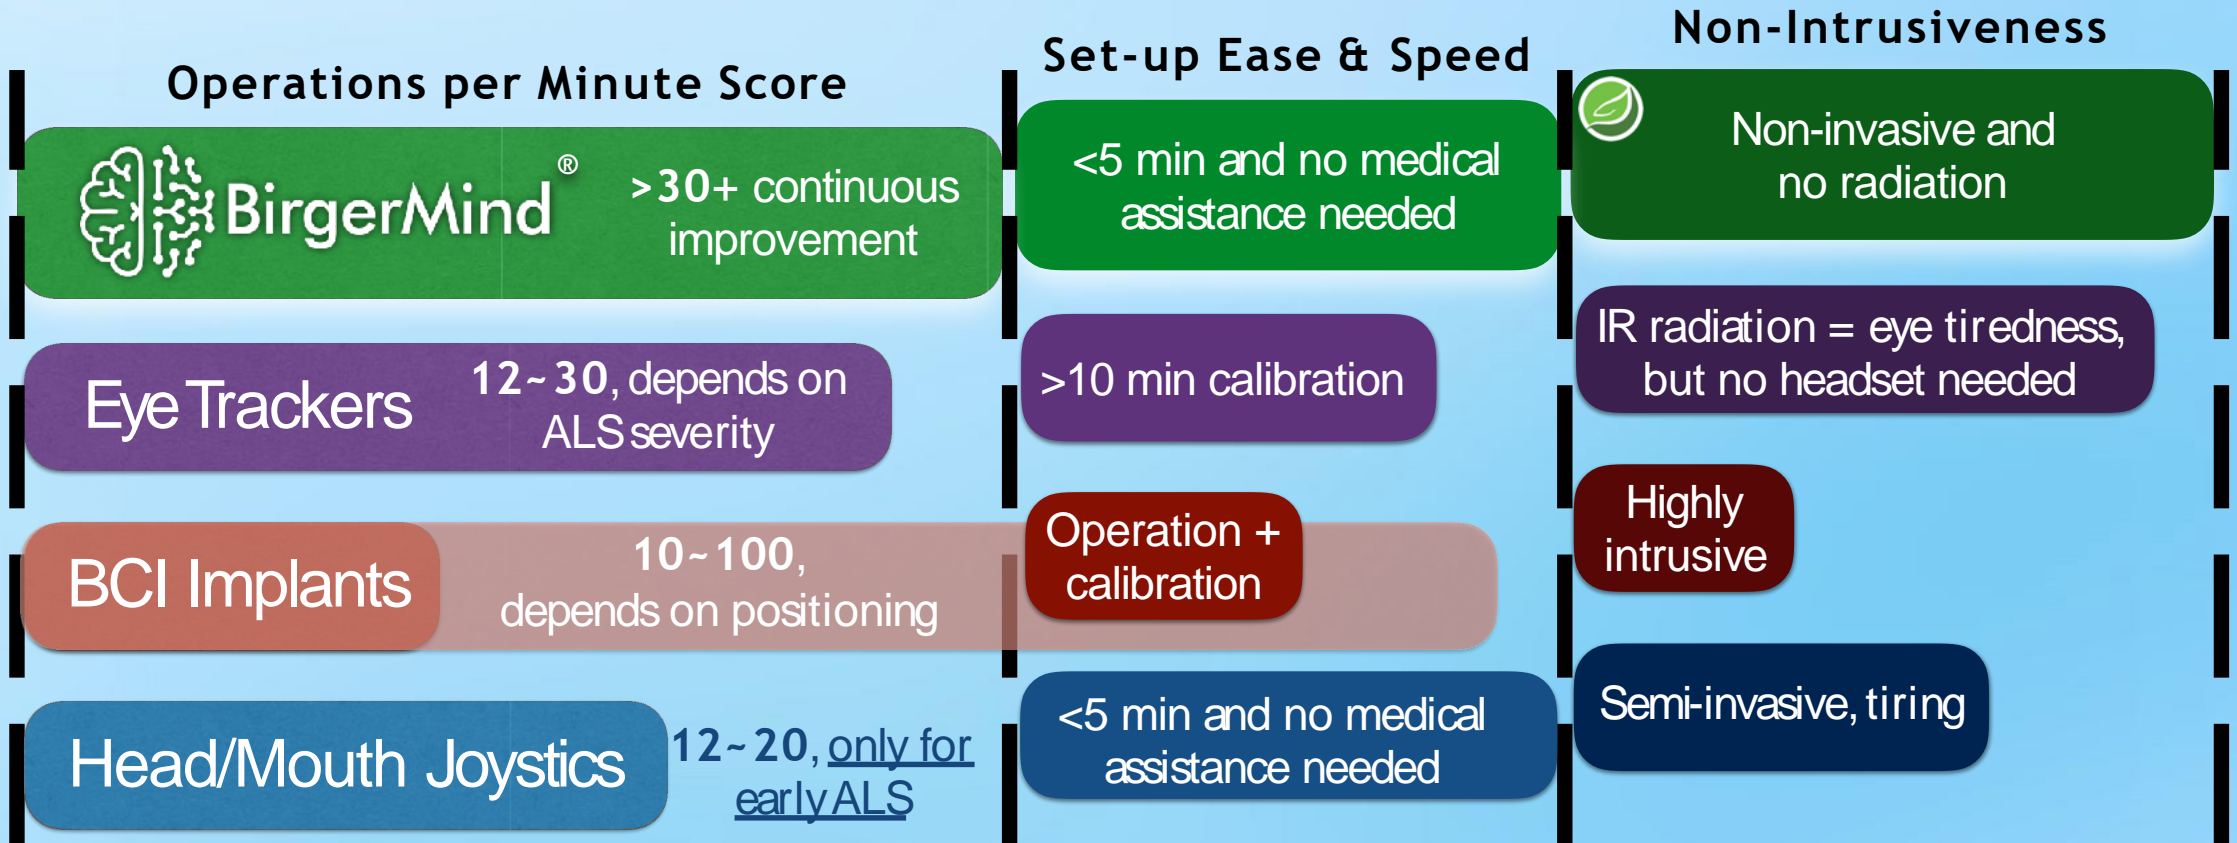 Operations per Minute Score
Set-up Ease & Speed
Non-Intrusiveness
BirgerMind®
>30+ continuous
improvement
<5 min and no medical
assistance needed
Non-invasive and
no radiation
Eye Trackers
12~30, depends on
ALS severity
>10 min calibration
IR radiation = eye tiredness,
but no headset needed
BCI Implants
10~100,
depends on positioning
Operation +
calibration
Highly
intrusive
Head/Mouth Joystics
12~20, only for
early ALS
<5 min and no medical
assistance needed
Semi-invasive, tiring